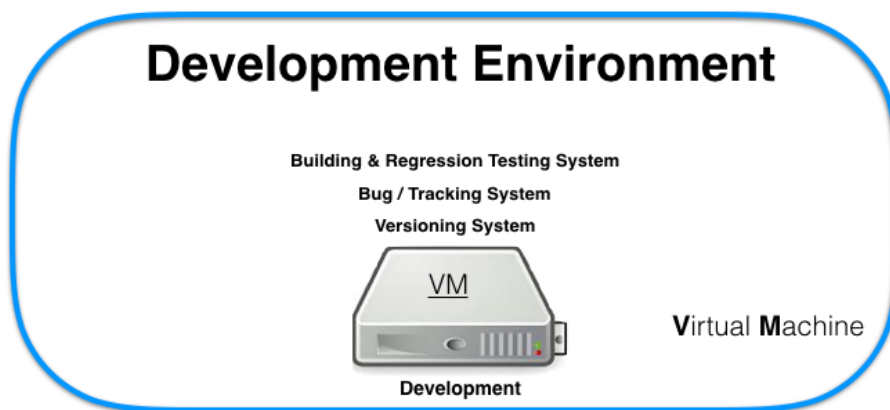 Development Environment
Building & Regression Testing System
Bug / Tracking System
Versioning System
VM
Virtual Machine
Development